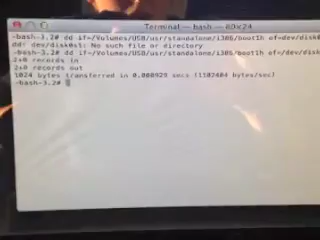 Terminal — bash — 80×24
-bash-3.2# dd if=/Volumes/USB/usr/standalone/i386/boot1h of=dev/disk0
dd: dev/disk0s1: No such file or directory
-bash-3.2# dd if=/Volumes/USB/usr/standalone/i386/boot1h of=/dev/disk
2+0 records in
2+0 records out
1024 bytes transferred in 0.000929 secs (1102404 bytes/sec)
-bash-3.2#